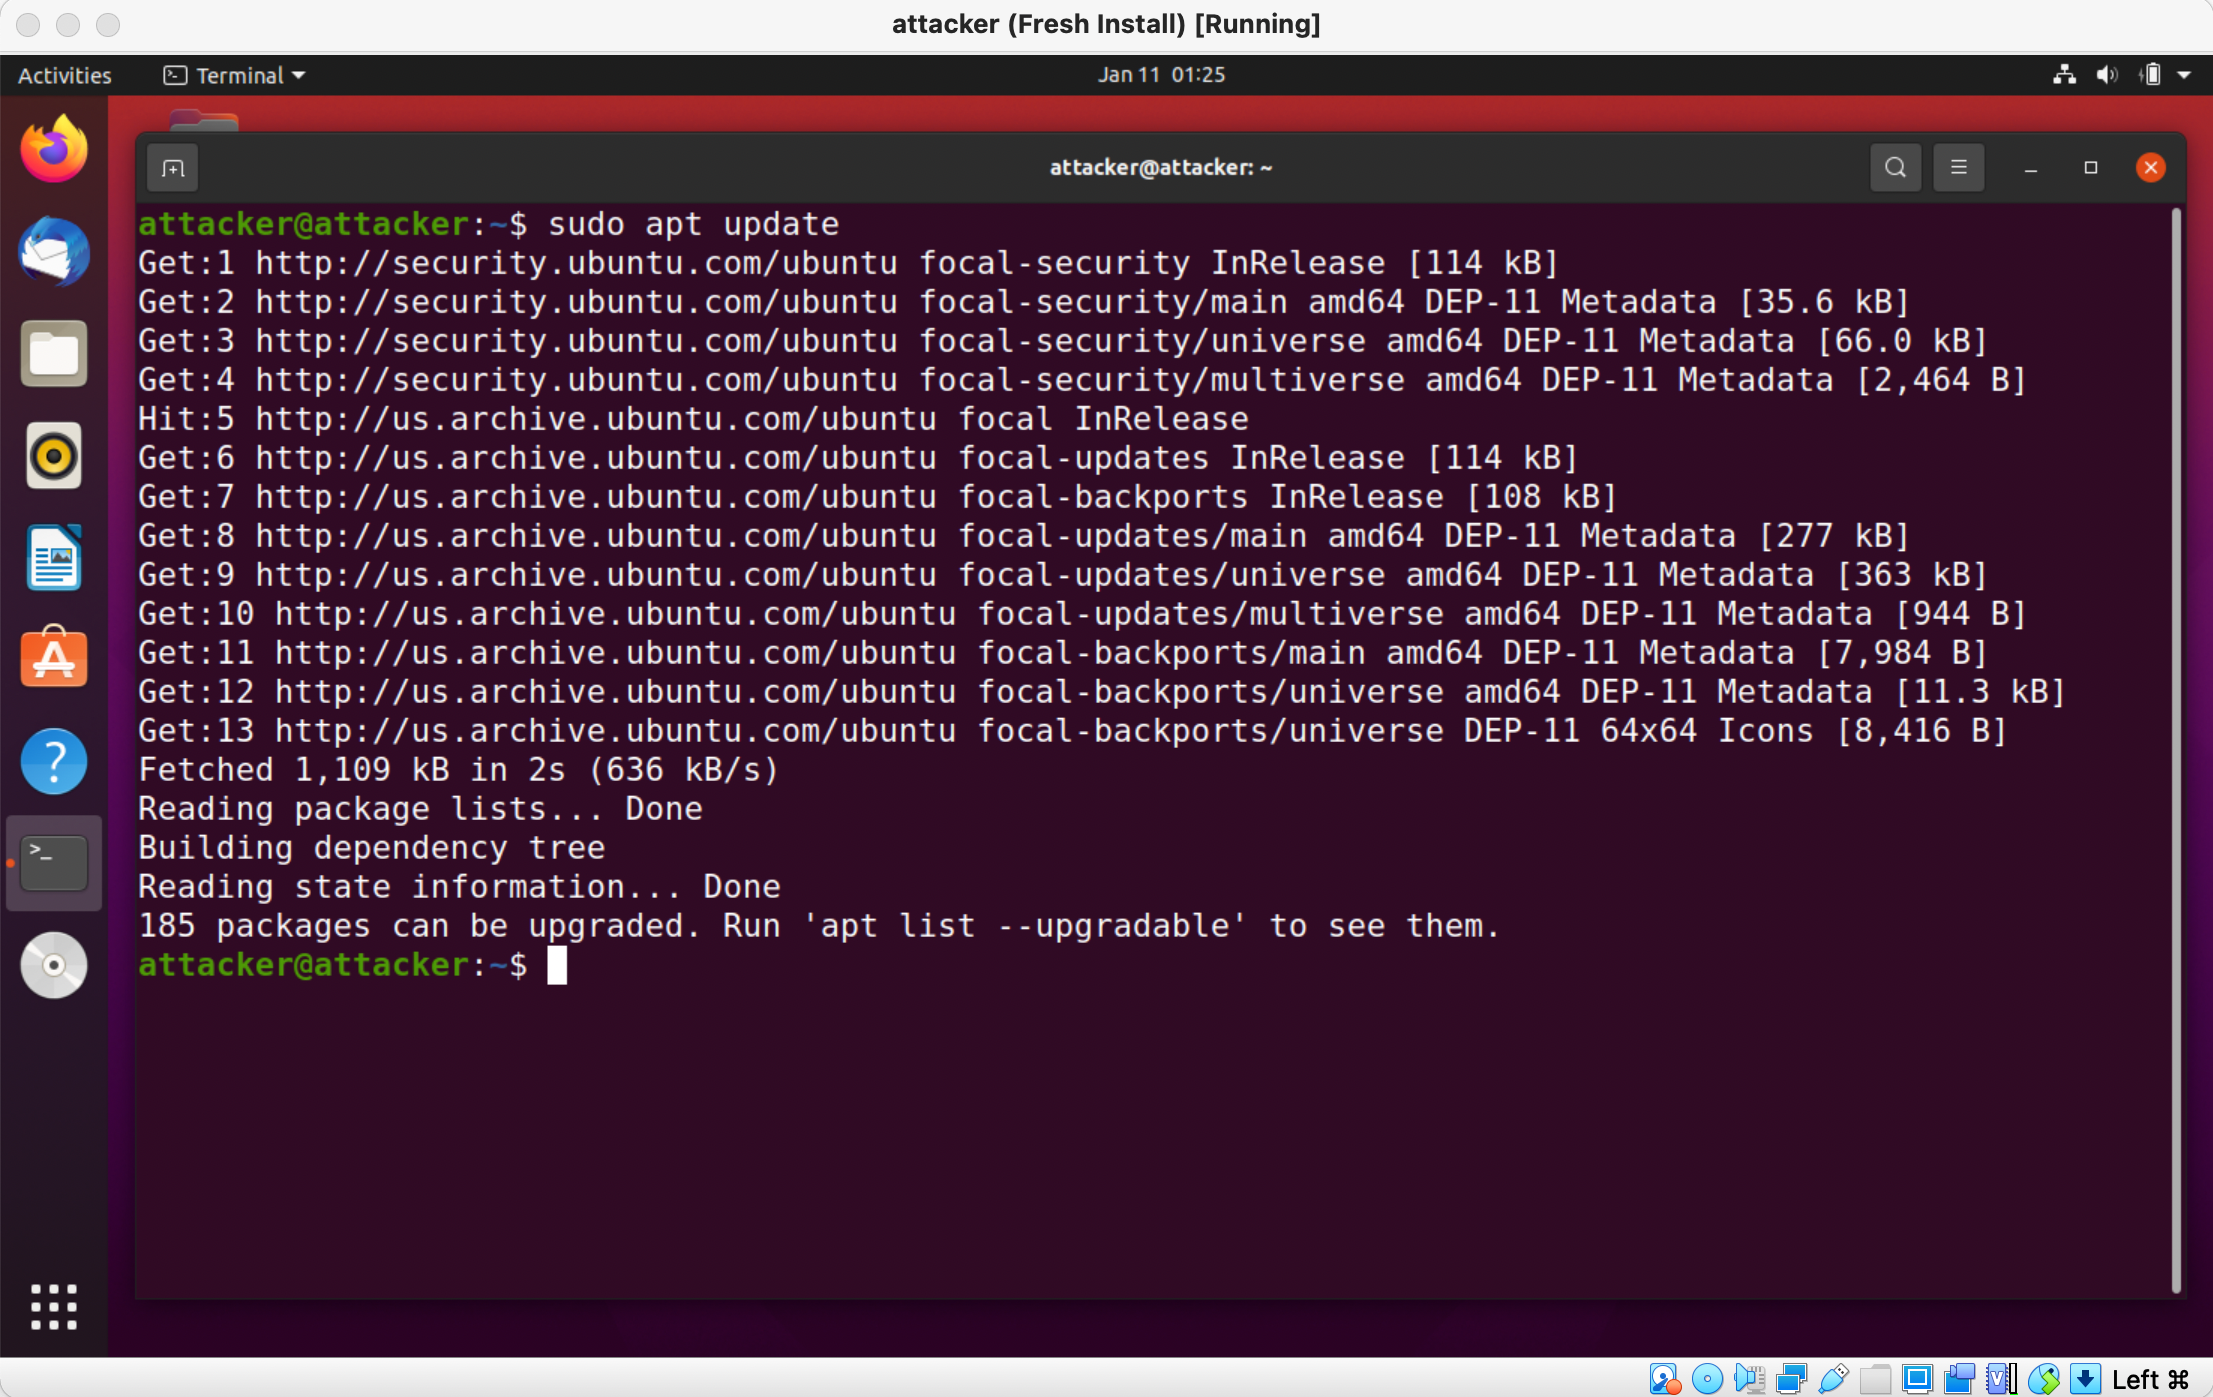 attacker (Fresh Install) [Running]
Activities
Terminal
Jan 11 01:25
attacker@attacker: ~
attacker@attacker:~$ sudo apt update
Get:1 http://security.ubuntu.com/ubuntu focal-security InRelease [114 kB]
Get:2 http://security.ubuntu.com/ubuntu focal-security/main amd64 DEP-11 Metadata [35.6 kB]
Get:3 http://security.ubuntu.com/ubuntu focal-security/universe amd64 DEP-11 Metadata [66.0 kB]
Get:4 http://security.ubuntu.com/ubuntu focal-security/multiverse amd64 DEP-11 Metadata [2,464 B]
Hit:5 http://us.archive.ubuntu.com/ubuntu focal InRelease
Get:6 http://us.archive.ubuntu.com/ubuntu focal-updates InRelease [114 kB]
Get:7 http://us.archive.ubuntu.com/ubuntu focal-backports InRelease [108 kB]
Get:8 http://us.archive.ubuntu.com/ubuntu focal-updates/main amd64 DEP-11 Metadata [277 kB]
Get:9 http://us.archive.ubuntu.com/ubuntu focal-updates/universe amd64 DEP-11 Metadata [363 kB]
Get:10 http://us.archive.ubuntu.com/ubuntu focal-updates/multiverse amd64 DEP-11 Metadata [944 B]
Get:11 http://us.archive.ubuntu.com/ubuntu focal-backports/main amd64 DEP-11 Metadata [7,984 B]
Get:12 http://us.archive.ubuntu.com/ubuntu focal-backports/universe amd64 DEP-11 Metadata [11.3 kB]
Get:13 http://us.archive.ubuntu.com/ubuntu focal-backports/universe DEP-11 64x64 Icons [8,416 B]
Fetched 1,109 kB in 2s (636 kB/s)
Reading package lists... Done
Building dependency tree
Reading state information... Done
185 packages can be upgraded. Run 'apt list --upgradable' to see them.
attacker@attacker:~$
Left ⌘